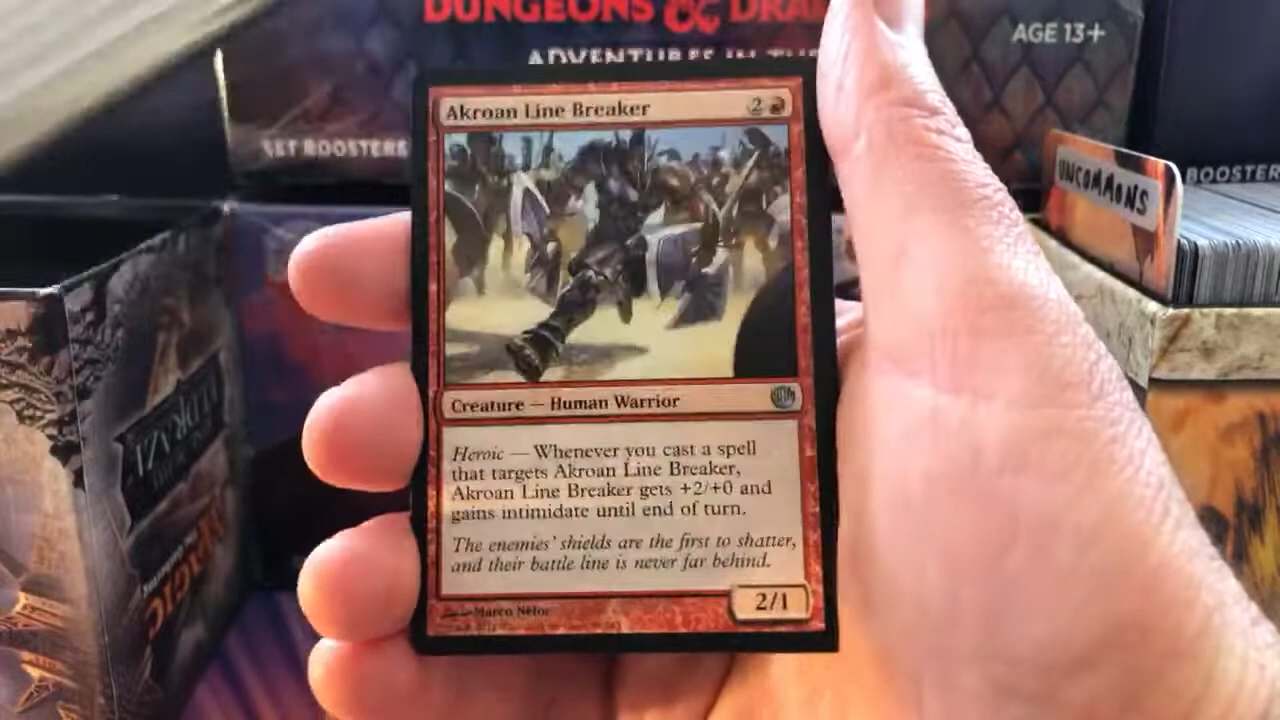 DUNGEONS & DRA
ADVENTURES IN THE
AGE 13+
SET BOOSTERS
BOOSTER
UNCOMMONS
Akroan Line Breaker 2
Creature — Human Warrior
Heroic — Whenever you cast a spell
that targets Akroan Line Breaker,
Akroan Line Breaker gets +2/+0 and
gains intimidate until end of turn.
The enemies' shields are the first to shatter,
and their battle line is never far behind.
2/1
Marco Nelor
MAGIC